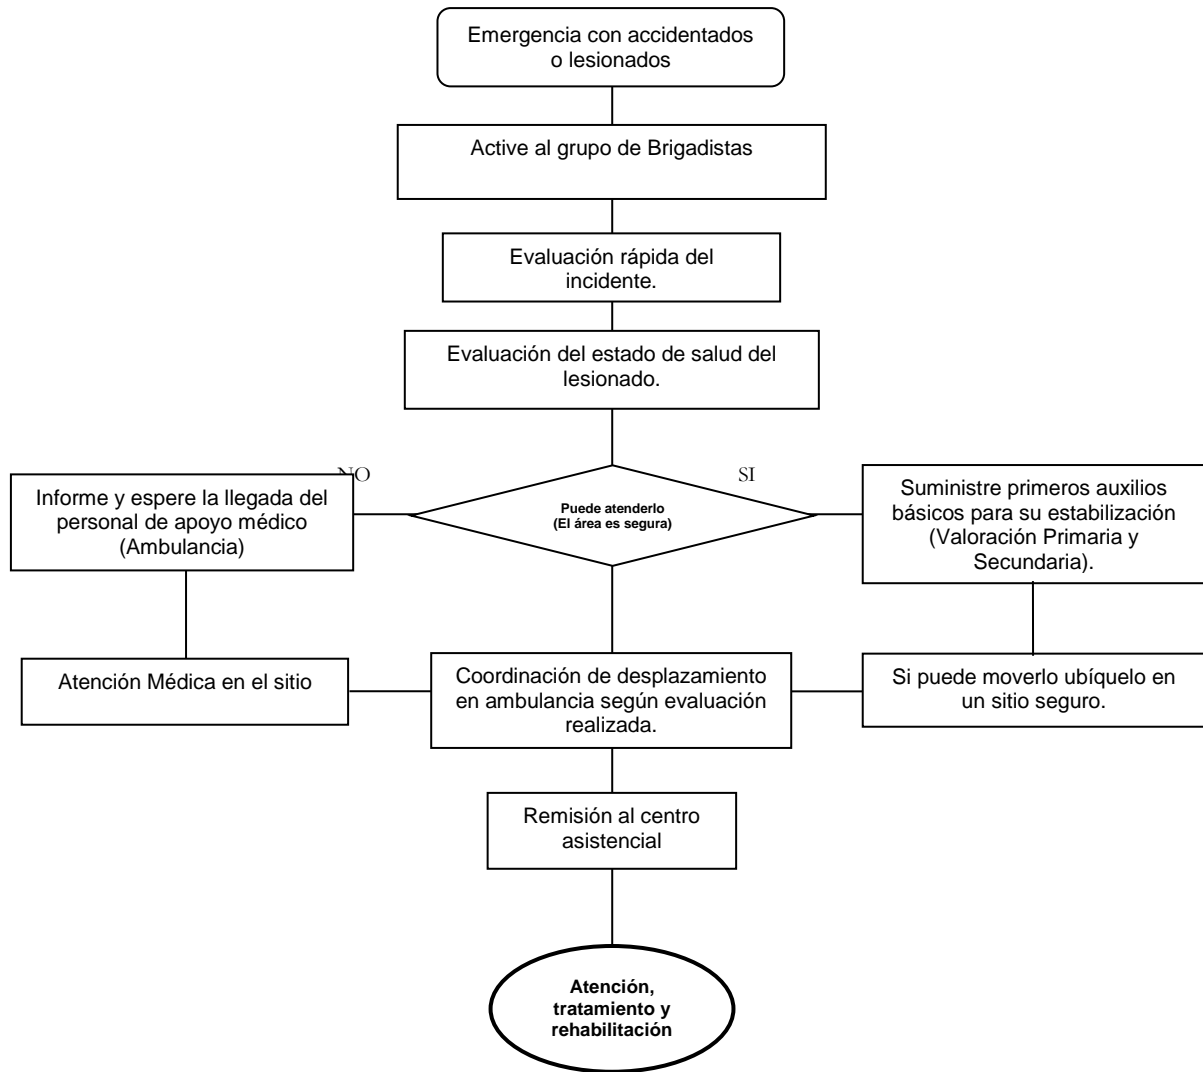 Emergencia con accidentados
o lesionados
Active al grupo de Brigadistas
Evaluación rápida del
incidente.
Evaluación del estado de salud del
lesionado.
NO
SI
Informe y espere la llegada del
personal de apoyo médico
(Ambulancia)
Puede atenderlo
(El área es segura)
Suministre primeros auxilios
básicos para su estabilización
(Valoración Primaria y
Secundaria).
Atención Médica en el sitio
Coordinación de desplazamiento
en ambulancia según evaluación
realizada.
Si puede moverlo ubíquelo en
un sitio seguro.
Remisión al centro
asistencial
Atención,
tratamiento y
rehabilitación